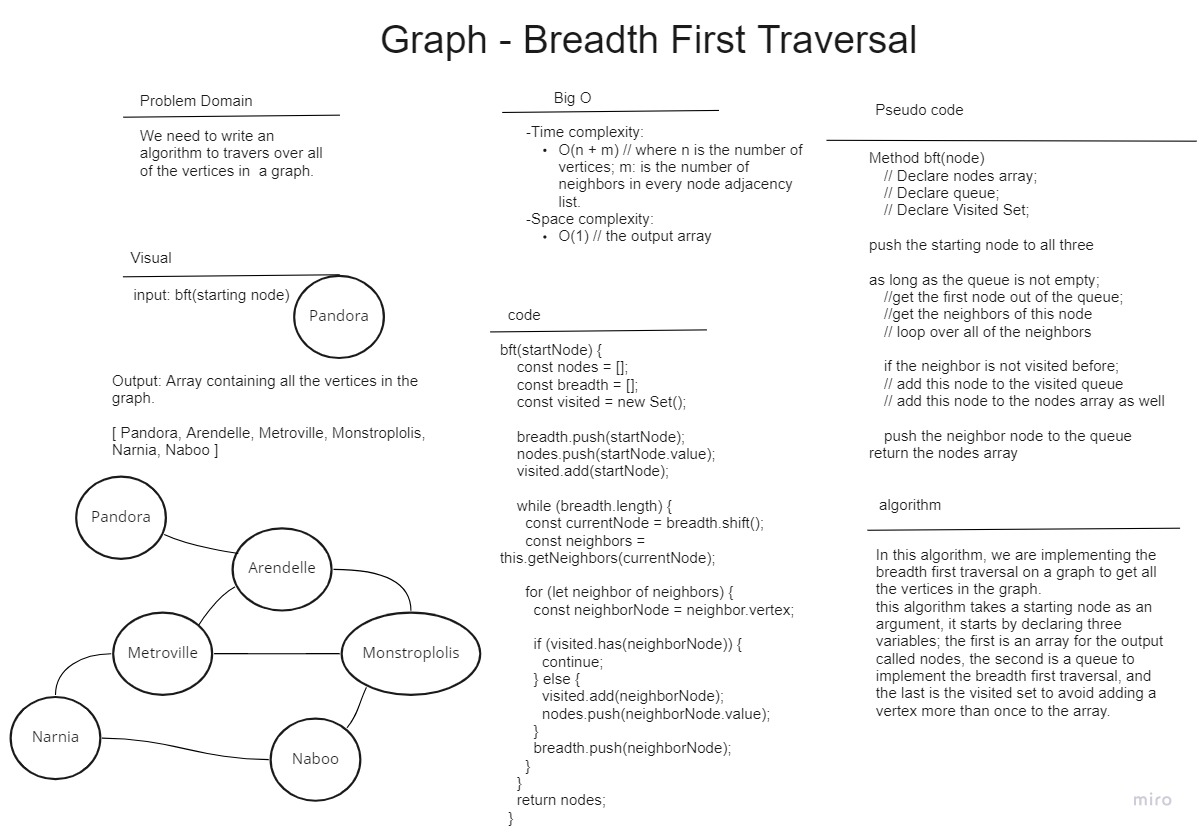 Graph - Breadth First Traversal
Problem Domain
We need to write an
algorithm to travers over all
of the vertices in a graph.
Visual
input: bft(starting node)
Pandora
Output: Array containing all the vertices in the
graph.
[ Pandora, Arendelle, Metroville, Monstroplolis,
Narnia, Naboo ]
Pandora
Arendelle
Metroville
Monstroplolis
Narnia
Naboo
Big O
-Time complexity:
• O(n + m) // where n is the number of
vertices; m: is the number of
neighbors in every node adjacency
list.
-Space complexity:
• O(1) // the output array
code
bft(startNode) {
const nodes = [];
const breadth = [];
const visited = new Set();
breadth.push(startNode);
nodes.push(startNode.value);
visited.add(startNode);
while (breadth.length) {
const currentNode = breadth.shift();
const neighbors =
this.getNeighbors(currentNode);
for (let neighbor of neighbors) {
const neighborNode = neighbor.vertex;
if (visited.has(neighborNode)) {
continue;
} else {
visited.add(neighborNode);
nodes.push(neighborNode.value);
}
breadth.push(neighborNode);
}
}
return nodes;
}
Pseudo code
Method bft(node)
// Declare nodes array;
// Declare queue;
// Declare Visited Set;
push the starting node to all three
as long as the queue is not empty;
//get the first node out of the queue;
//get the neighbors of this node
// loop over all of the neighbors
if the neighbor is not visited before;
// add this node to the visited queue
// add this node to the nodes array as well
push the neighbor node to the queue
return the nodes array
algorithm
In this algorithm, we are implementing the
breadth first traversal on a graph to get all
the vertices in the graph.
this algorithm takes a starting node as an
argument, it starts by declaring three
variables; the first is an array for the output
called nodes, the second is a queue to
implement the breadth first traversal, and
the last is the visited set to avoid adding a
vertex more than once to the array.
miro